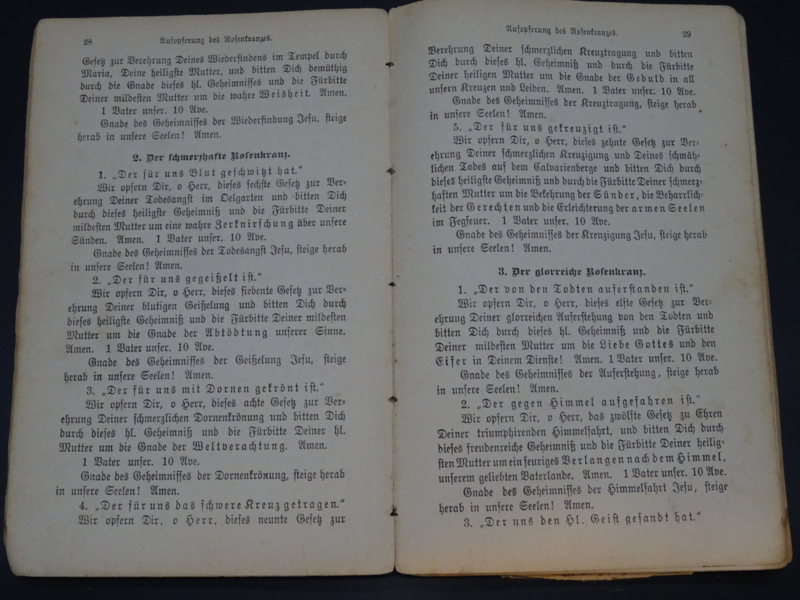 28 Aufopferung des Rosenkranzes.
Gesetz zur Verehrung Deines Wiederfindens im Tempel durch
Maria, Deine heiligste Mutter, und bitten Dich demüthig
durch die Gnade dieses hl. Geheimnisses und die Fürbitte
Deiner mildesten Mutter um die wahre Weisheit. Amen.
1 Vater unser. 10 Ave.
Gnade des Geheimnisses der Wiederfindung Jesu, steige
herab in unsere Seelen! Amen.
2. Der schmerzhafte Rosenkranz.
1. „Der für uns Blut geschwitzt hat."
Wir opfern Dir, o Herr, dieses sechste Gesetz zur Ver-
ehrung Deiner Todesangst im Oelgarten und bitten Dich
durch dieses heiligste Geheimniß und die Fürbitte Deiner
mildesten Mutter um eine wahre Zerknirschung über unsere
Sünden. Amen. 1 Vater unser. 10 Ave.
Gnade des Geheimnisses der Todesangst Jesu, steige herab
in unsere Seelen! Amen.
2. „Der für uns gegeißelt ist."
Wir opfern Dir, o Herr, dieses siebente Gesetz zur Ver-
ehrung Deiner blutigen Geißelung und bitten Dich durch
dieses heiligste Geheimniß und die Fürbitte Deiner mildesten
Mutter um die Gnade der Abtödtung unserer Sinne.
Amen. 1 Vater unser. 10 Ave.
Gnade des Geheimnisses der Geißelung Jesu, steige
herab in unsere Seelen! Amen.
3. „Der für uns mit Dornen gekrönt ist."
Wir opfern Dir, o Herr, dieses achte Gesetz zur Ver-
ehrung Deiner schmerzlichen Dornenkrönung und bitten Dich
durch dieses hl. Geheimniß und die Fürbitte Deiner hl.
Mutter um die Gnade der Weltverachtung. Amen.
1 Vater unser. 10 Ave.
Gnade des Geheimnisses der Dornenkrönung, steige herab
in unsere Seelen! Amen.
4. „Der für uns das schwere Kreuz getragen."
Wir opfern Dir, o Herr, dieses neunte Gesetz zur
Aufopferung des Rosenkranzes. 29
Verehrung Deiner schmerzlichen Kreuztragung und bitten
Dich durch dieses hl. Geheimniß und durch die Fürbitte
Deiner heiligen Mutter um die Gnade der Geduld in all
unsern Kreuzen und Leiden. Amen. 1 Vater unser. 10 Ave.
Gnade des Geheimnisses der Kreuztragung, steige herab
in unsere Seelen! Amen.
5. „Der für uns gekreuzigt ist."
Wir opfern Dir, o Herr, dieses zehnte Gesetz zur Ver-
ehrung Deiner schmerzlichen Kreuzigung und Deines schmäh-
lichen Todes auf dem Calvarienberge und bitten Dich durch
dieses heiligste Geheimniß und durch die Fürbitte Deiner schmerz-
haften Mutter um die Bekehrung der Sünder, die Beharrlich-
keit der Gerechten und die Erleichterung der armen Seelen
im Fegfeuer. 1 Vater unser. 10 Ave.
Gnade des Geheimnisses der Kreuzigung Jesu, steige herab
in unsere Seelen! Amen.
3. Der glorreiche Rosenkranz.
1. „Der von den Todten auferstanden ist."
Wir opfern Dir, o Herr, dieses elfte Gesetz zur Ver-
ehrung Deiner glorreichen Auferstehung von den Todten und
bitten Dich durch dieses hl. Geheimniß und die Fürbitte
Deiner mildesten Mutter um die Liebe Gottes und den
Eifer in Deinem Dienste! Amen. 1 Vater unser. 10 Ave.
Gnade des Geheimnisses der Auferstehung, steige herab
in unsere Seelen! Amen.
2. „Der gegen Himmel aufgefahren ist."
Wir opfern Dir, o Herr, das zwölfte Gesetz zu Ehren
Deiner triumphirenden Himmelfahrt, und bitten Dich durch
dieses freudenreiche Geheimniß und die Fürbitte Deiner heilig-
sten Mutter um ein feuriges Verlangen nach dem Himmel,
unserem geliebten Vaterlande. Amen. 1 Vater unser. 10 Ave.
Gnade des Geheimnisses der Himmelfahrt Jesu, steige
herab in unsere Seelen! Amen.
3. „Der uns den Hl. Geist gesandt hat."